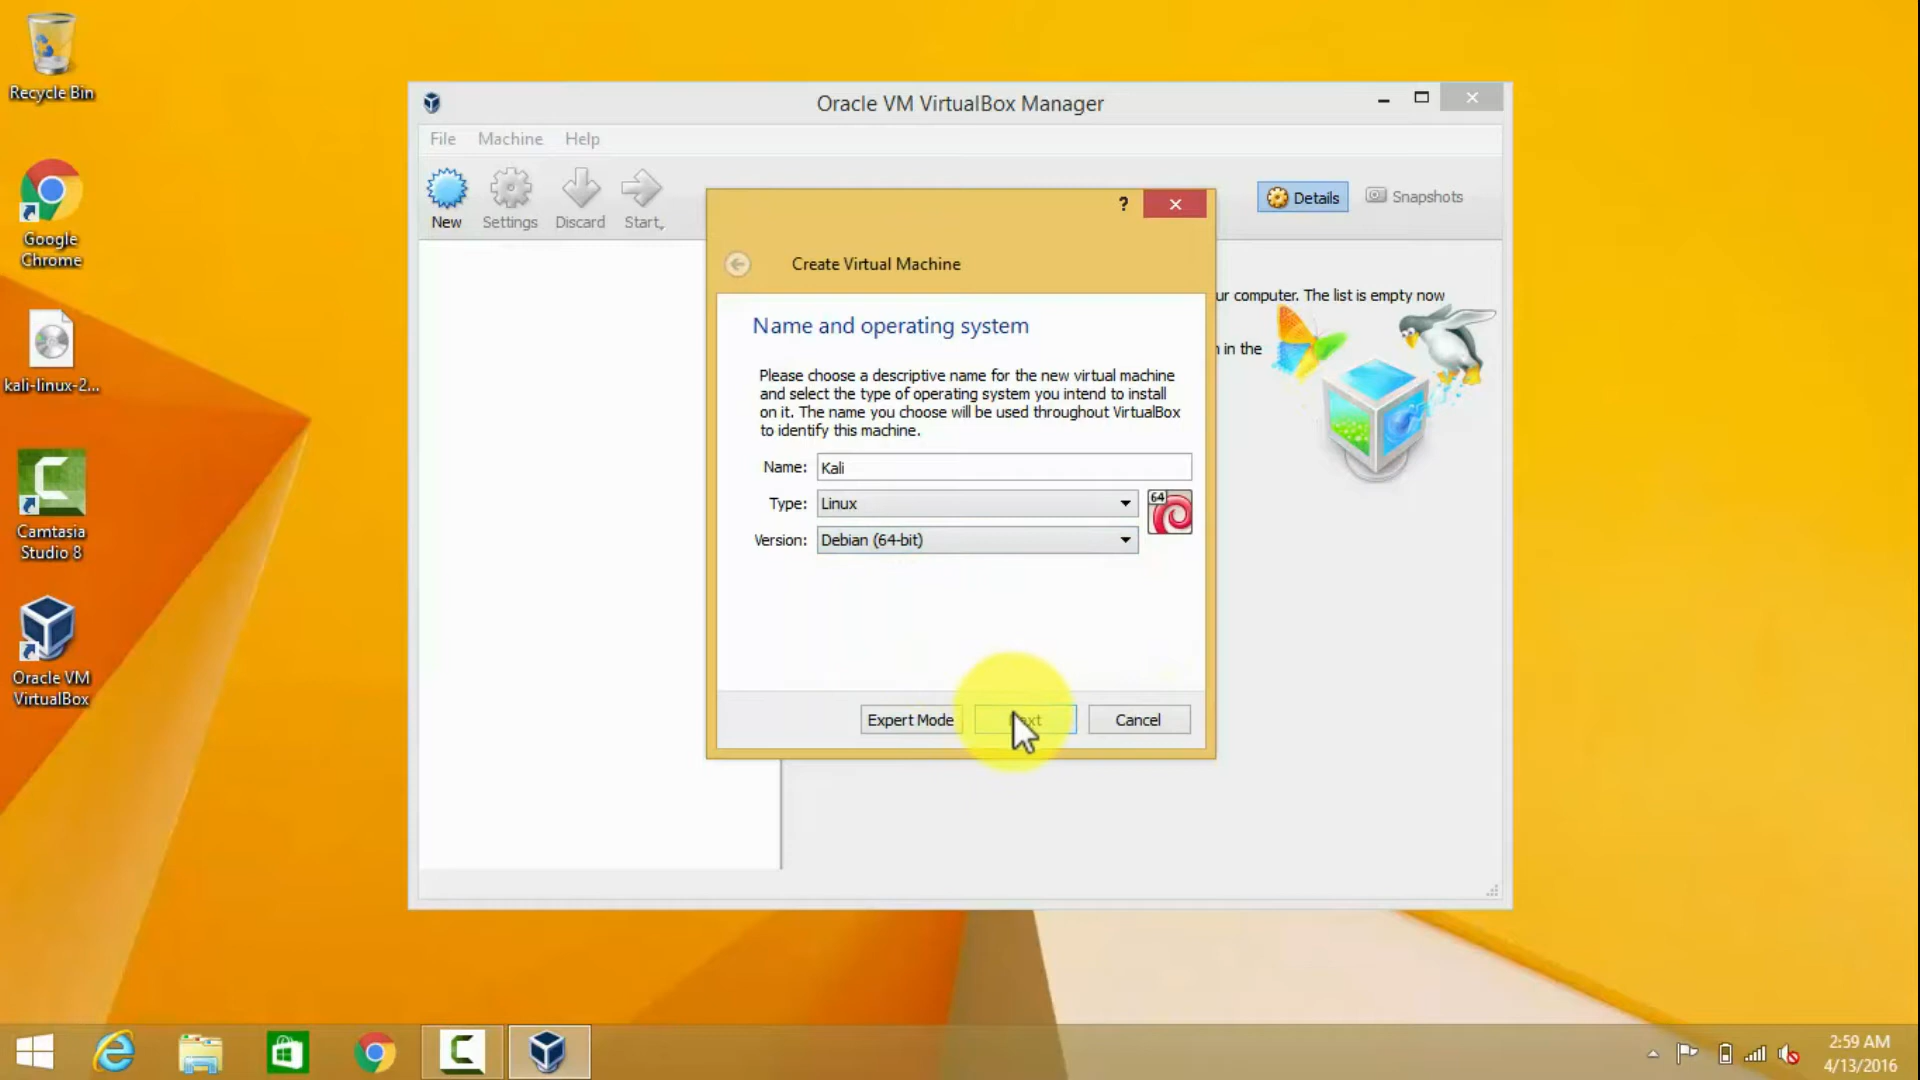 Recycle Bin
Google
Chrome
kali-linux-2...
Camtasia
Studio 8
Oracle VM
VirtualBox
Oracle VM VirtualBox Manager
File Machine Help
New Settings Discard Start
Details Snapshots
ur computer. The list is empty now
n in the
?
Create Virtual Machine
Name and operating system
Please choose a descriptive name for the new virtual machine
and select the type of operating system you intend to install
on it. The name you choose will be used throughout VirtualBox
to identify this machine.
Name: Kali
Type: Linux
64
Version: Debian (64-bit)
Expert Mode Next Cancel
2:59 AM
4/13/2016